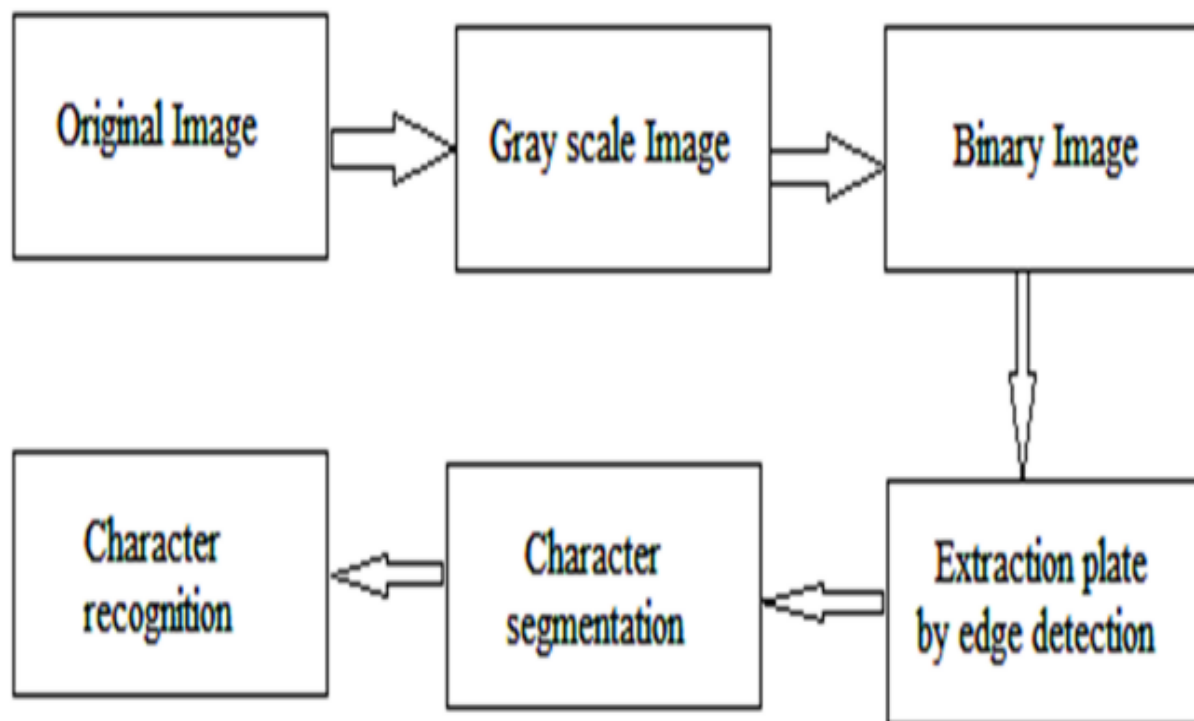 Original Image
Gray scale Image
Binary Image
Extraction plate
by edge detection
Character
segmentation
Character
recognition